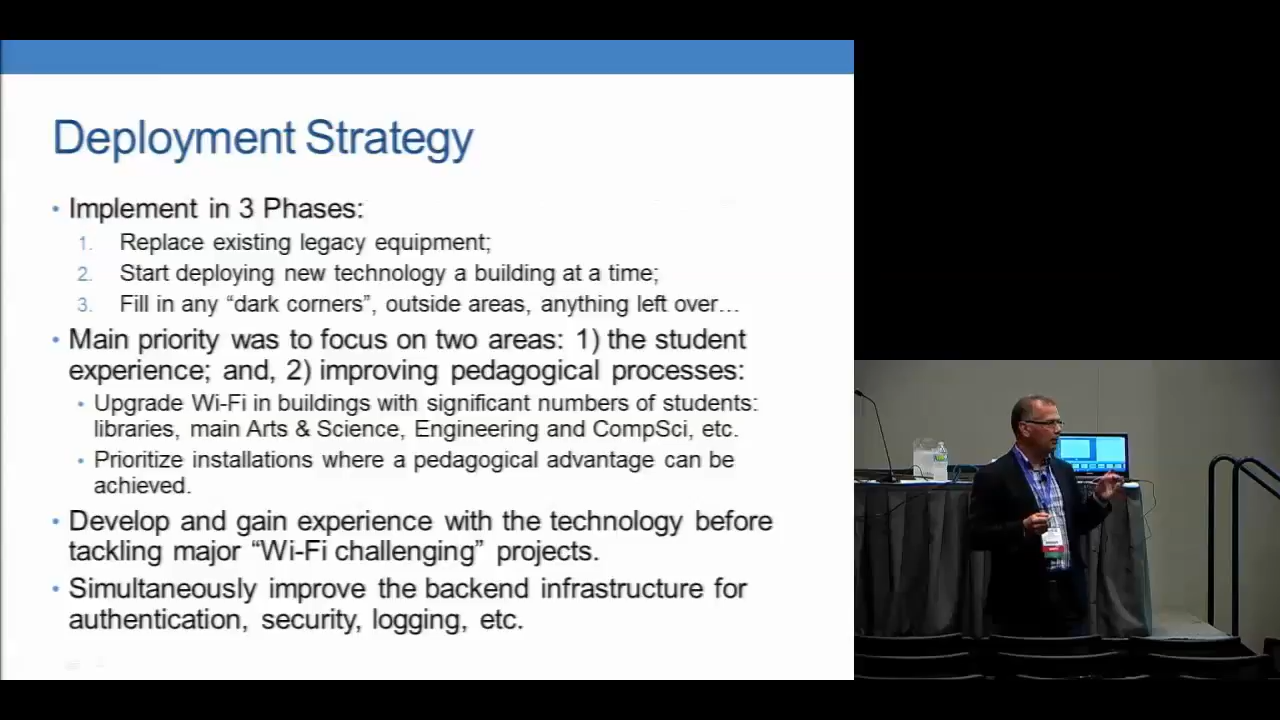 Deployment Strategy
• Implement in 3 Phases:
1. Replace existing legacy equipment;
2. Start deploying new technology a building at a time;
3. Fill in any “dark corners”, outside areas, anything left over…
• Main priority was to focus on two areas: 1) the student
experience; and, 2) improving pedagogical processes:
• Upgrade Wi-Fi in buildings with significant numbers of students:
libraries, main Arts & Science, Engineering and CompSci, etc.
• Prioritize installations where a pedagogical advantage can be
achieved.
• Develop and gain experience with the technology before
tackling major “Wi-Fi challenging” projects.
• Simultaneously improve the backend infrastructure for
authentication, security, logging, etc.